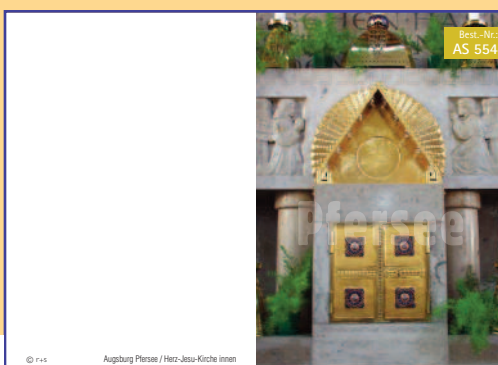 Best.-Nr.:
AS 554
Pfersee
© r+s
Augsburg Pfersee / Herz-Jesu-Kirche innen